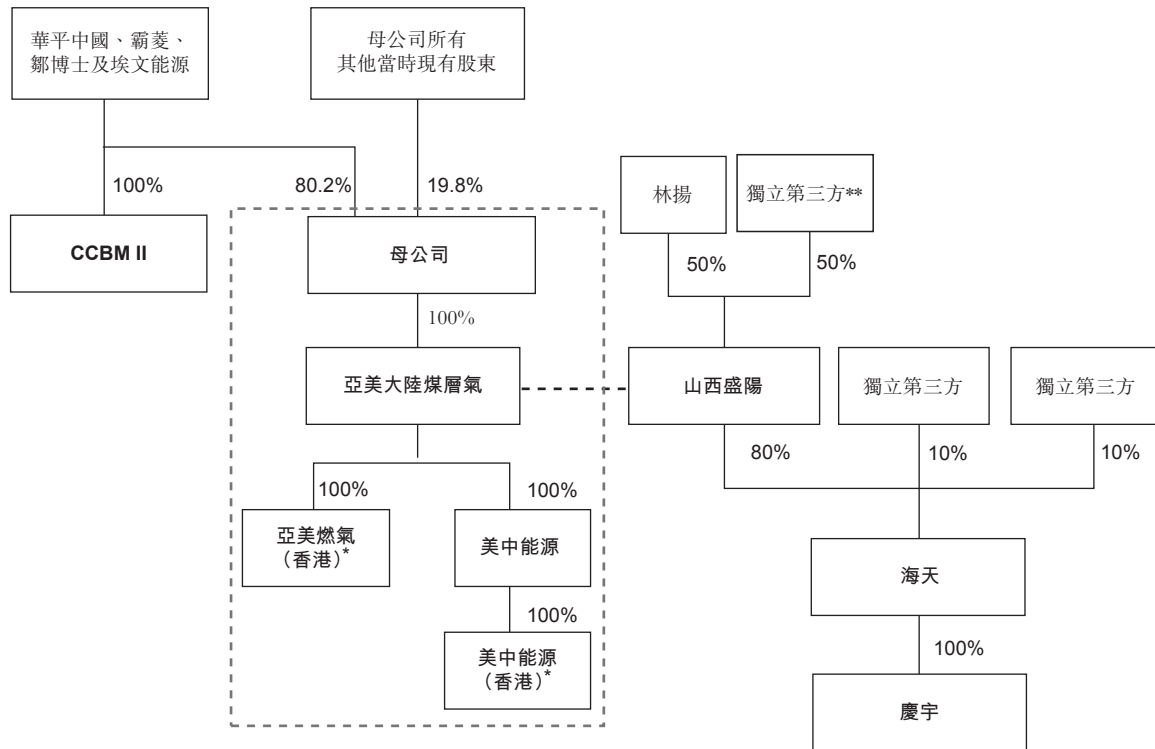 華平中國、霸菱、
鄒博士及埃文能源
母公司所有
其他當時現有股東
100%
80.2%
19.8%
林揚
獨立第三方**
CCBM II
母公司
50%
50%
100%
亞美大陸煤層氣
山西盛陽
獨立第三方
獨立第三方
80%
10%
10%
100%
100%
亞美燃氣
（香港）*
美中能源
海天
100%
美中能源
（香港）*
100%
慶宇